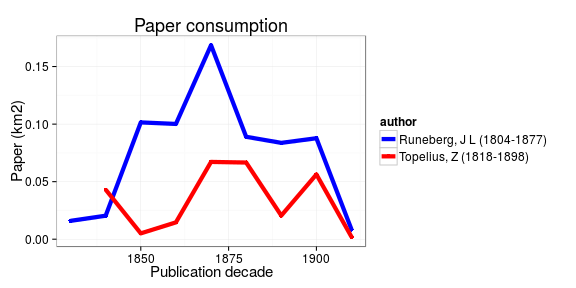 Paper consumption
0.15
0.10
0.05
0.00
Paper (km2)
1850 1875 1900
Publication decade
author
Runeberg, J L (1804-1877)
Topelius, Z (1818-1898)